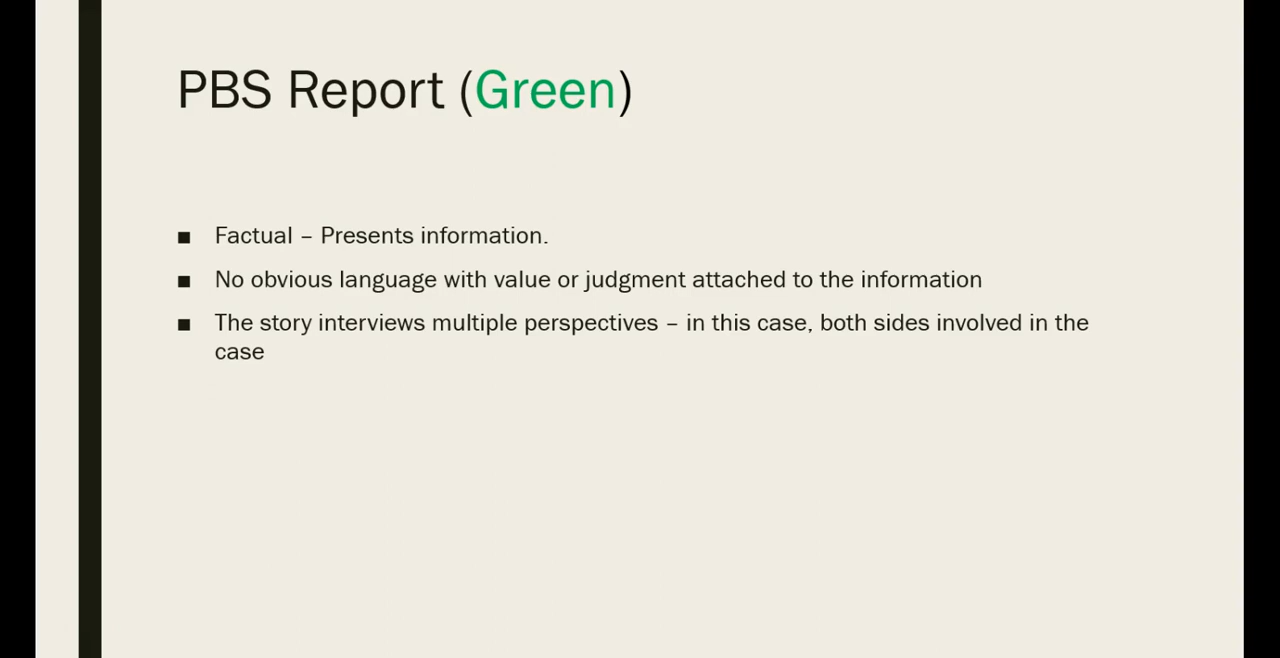 PBS Report (Green)
■ Factual – Presents information.
■ No obvious language with value or judgment attached to the information
■ The story interviews multiple perspectives – in this case, both sides involved in the
case